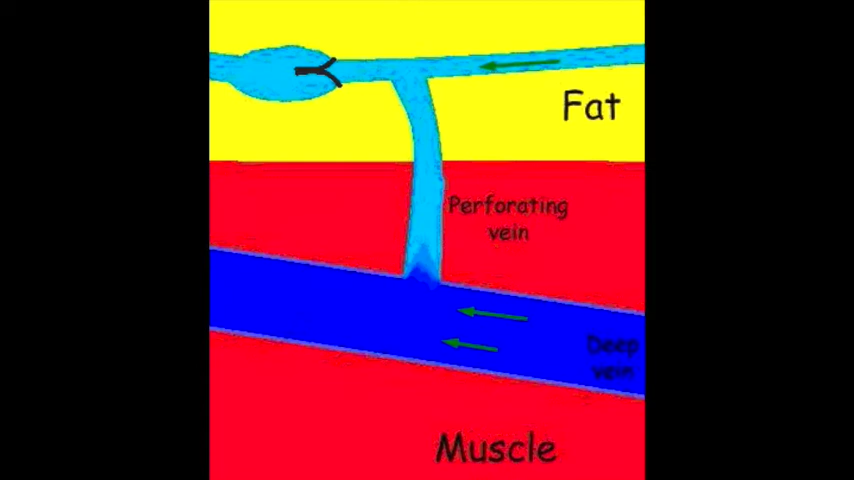 Fat
Perforating
vein
Deep
vein
Muscle